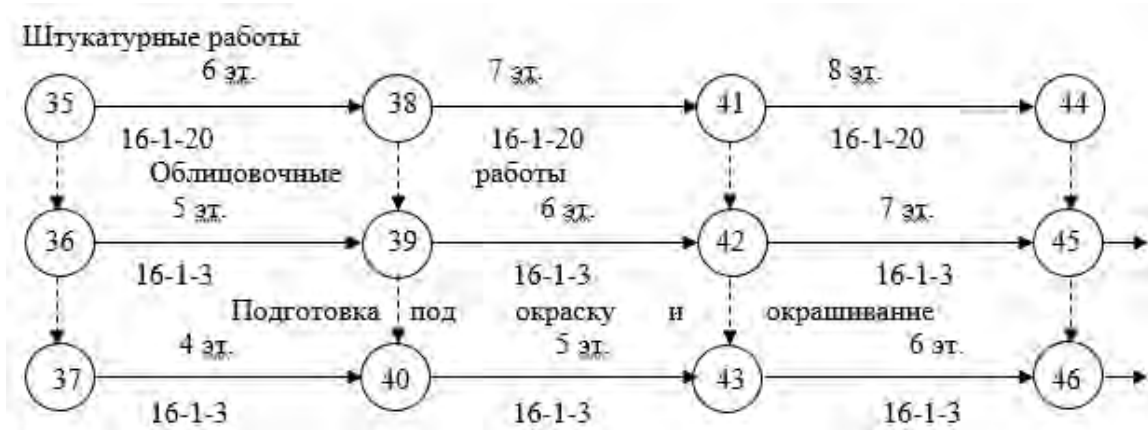 Штукатурные работы
6 эт. 7 эт. 8 эт.
35 38 41 44
16-1-20 16-1-20 16-1-20
Облицовочные работы
5 эт. 6 эт. 7 эт.
36 39 42 45
16-1-3 16-1-3 16-1-3
Подготовка под окраску и окрашивание
4 эт. 5 эт. 6 эт.
37 40 43 46
16-1-3 16-1-3 16-1-3